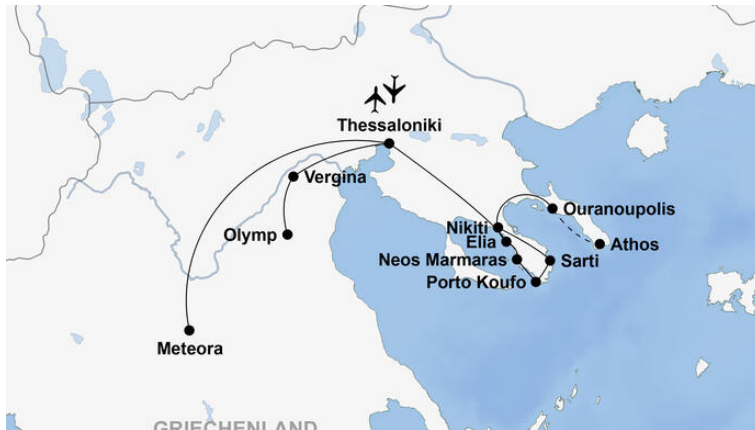 Thessaloniki
Vergina
Ouranoupolis
Nikiti
Olymp
Elia
Athos
Neos Marmaras
Sarti
Porto Koufo
Meteora
GRIECHENLAND